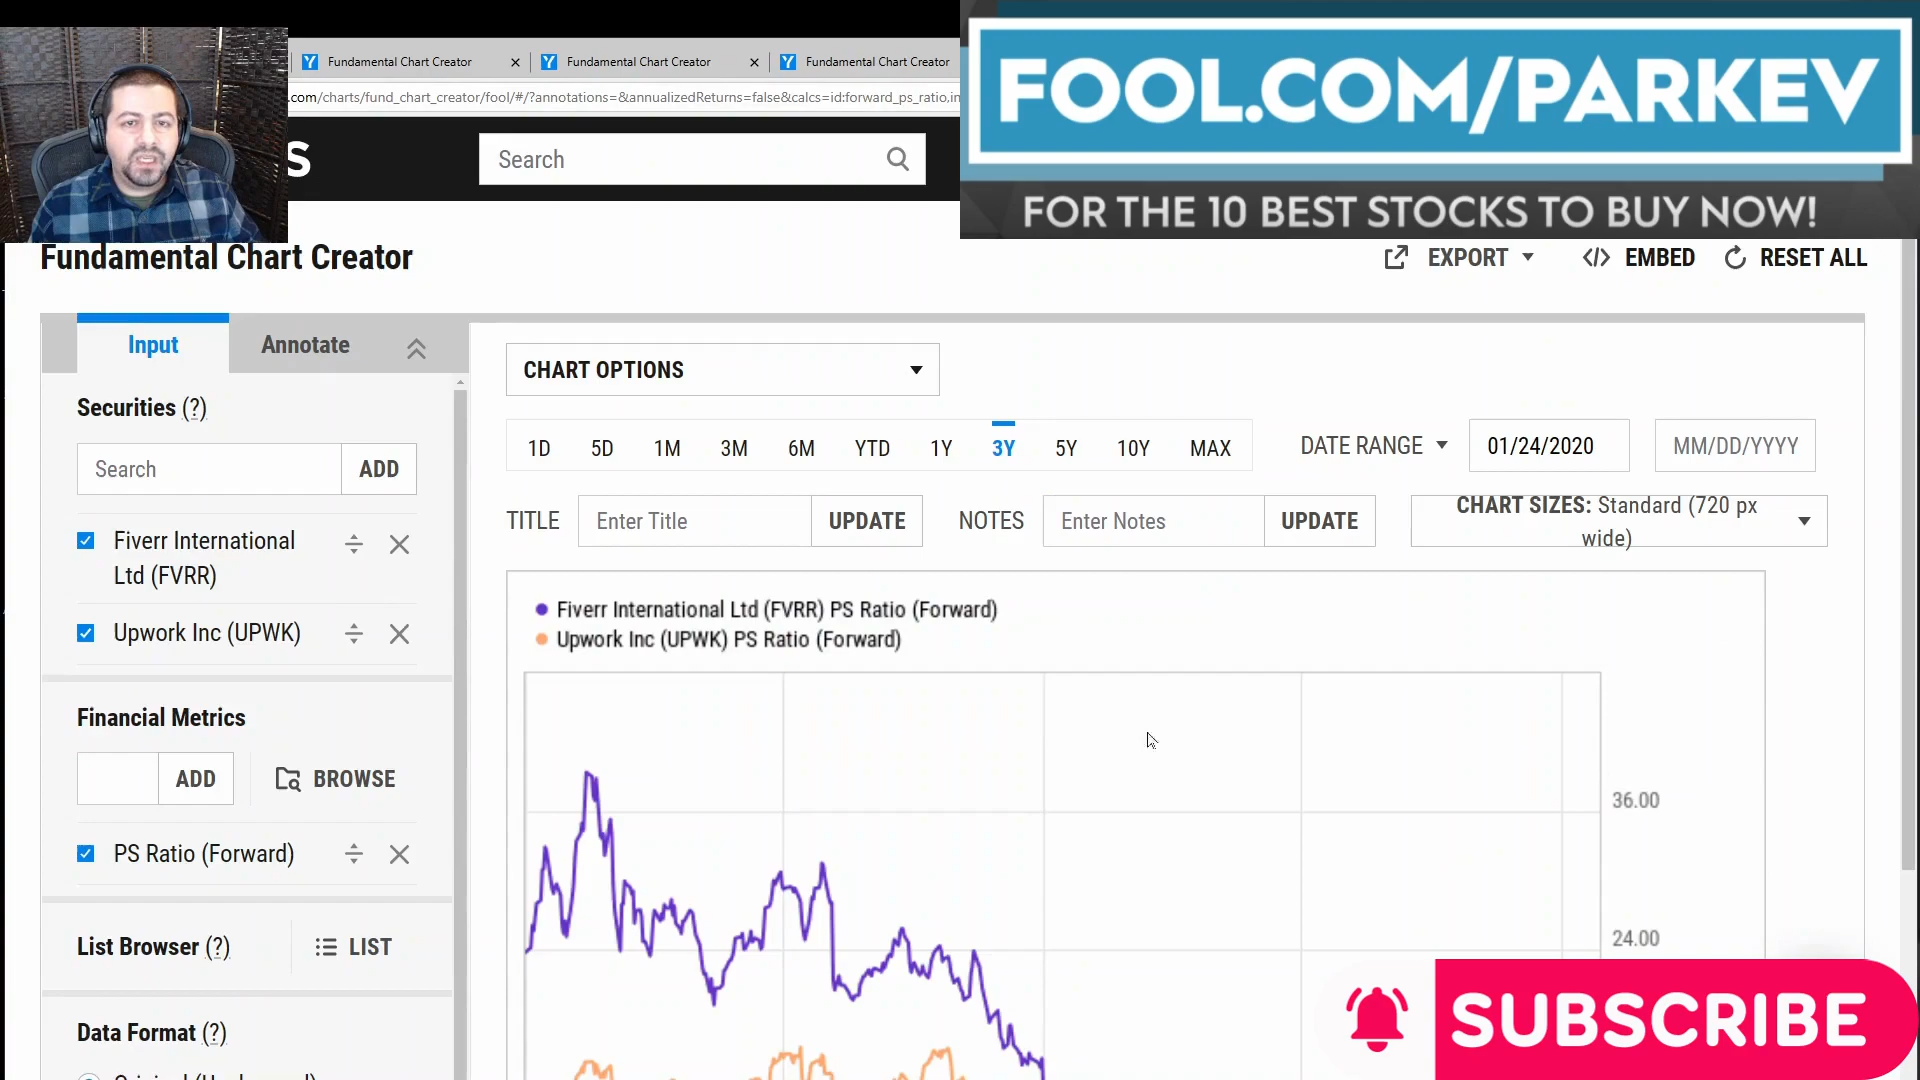 FOOL.COM/PARKEV
FOR THE 10 BEST STOCKS TO BUY NOW!
Fundamental Chart Creator
Fundamental Chart Creator
Fundamental Chart Creator
.com/charts/fund_chart_creator/fool/#/?annotations=&annualizedReturns=false&calcs=id:forward_ps_ratio,in
S
Search
Fundamental Chart Creator
EXPORT
</> EMBED
RESET ALL
Input
Annotate
Securities (?)
Search
ADD
Fiverr International
Ltd (FVRR)
Upwork Inc (UPWK)
Financial Metrics
ADD
BROWSE
PS Ratio (Forward)
List Browser (?)
LIST
Data Format (?)
CHART OPTIONS
1D 5D 1M 3M 6M YTD 1Y 3Y 5Y 10Y MAX
DATE RANGE
01/24/2020
MM/DD/YYYY
TITLE
Enter Title
UPDATE
NOTES
Enter Notes
UPDATE
CHART SIZES: Standard (720 px
wide)
Fiverr International Ltd (FVRR) PS Ratio (Forward)
Upwork Inc (UPWK) PS Ratio (Forward)
36.00
24.00
SUBSCRIBE